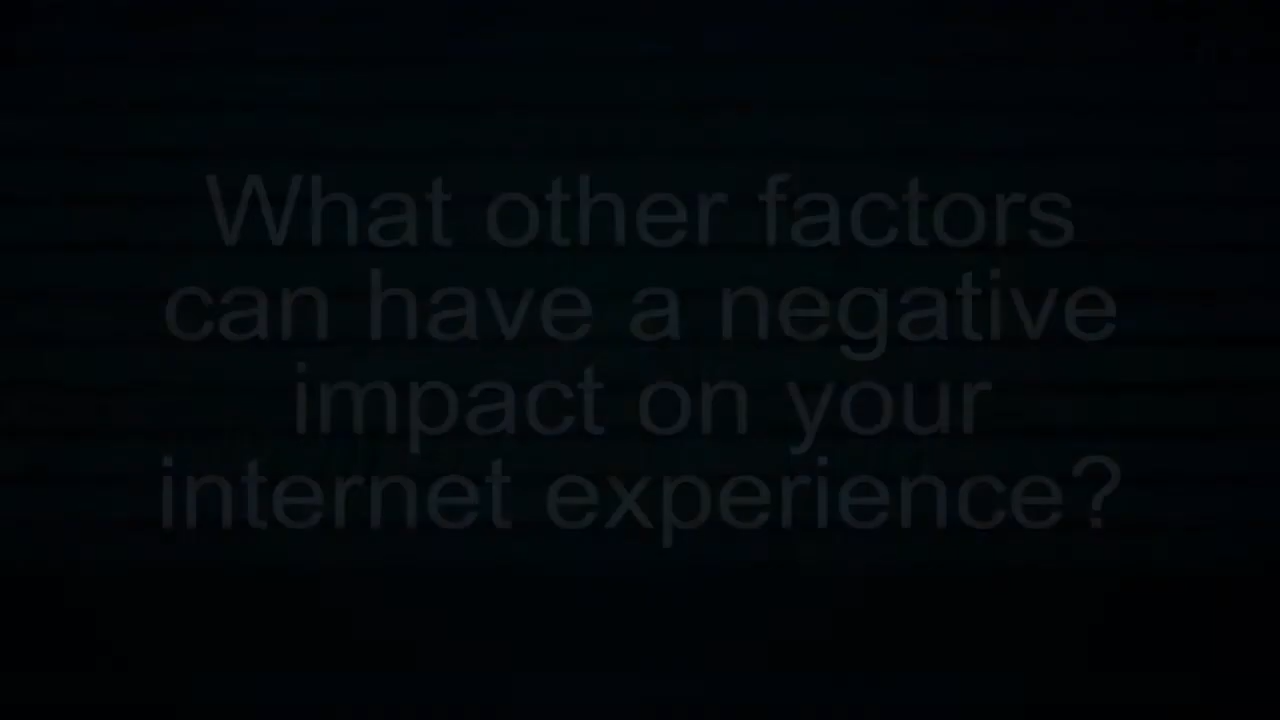 What other factors
can have a negative
impact on your
internet experience?